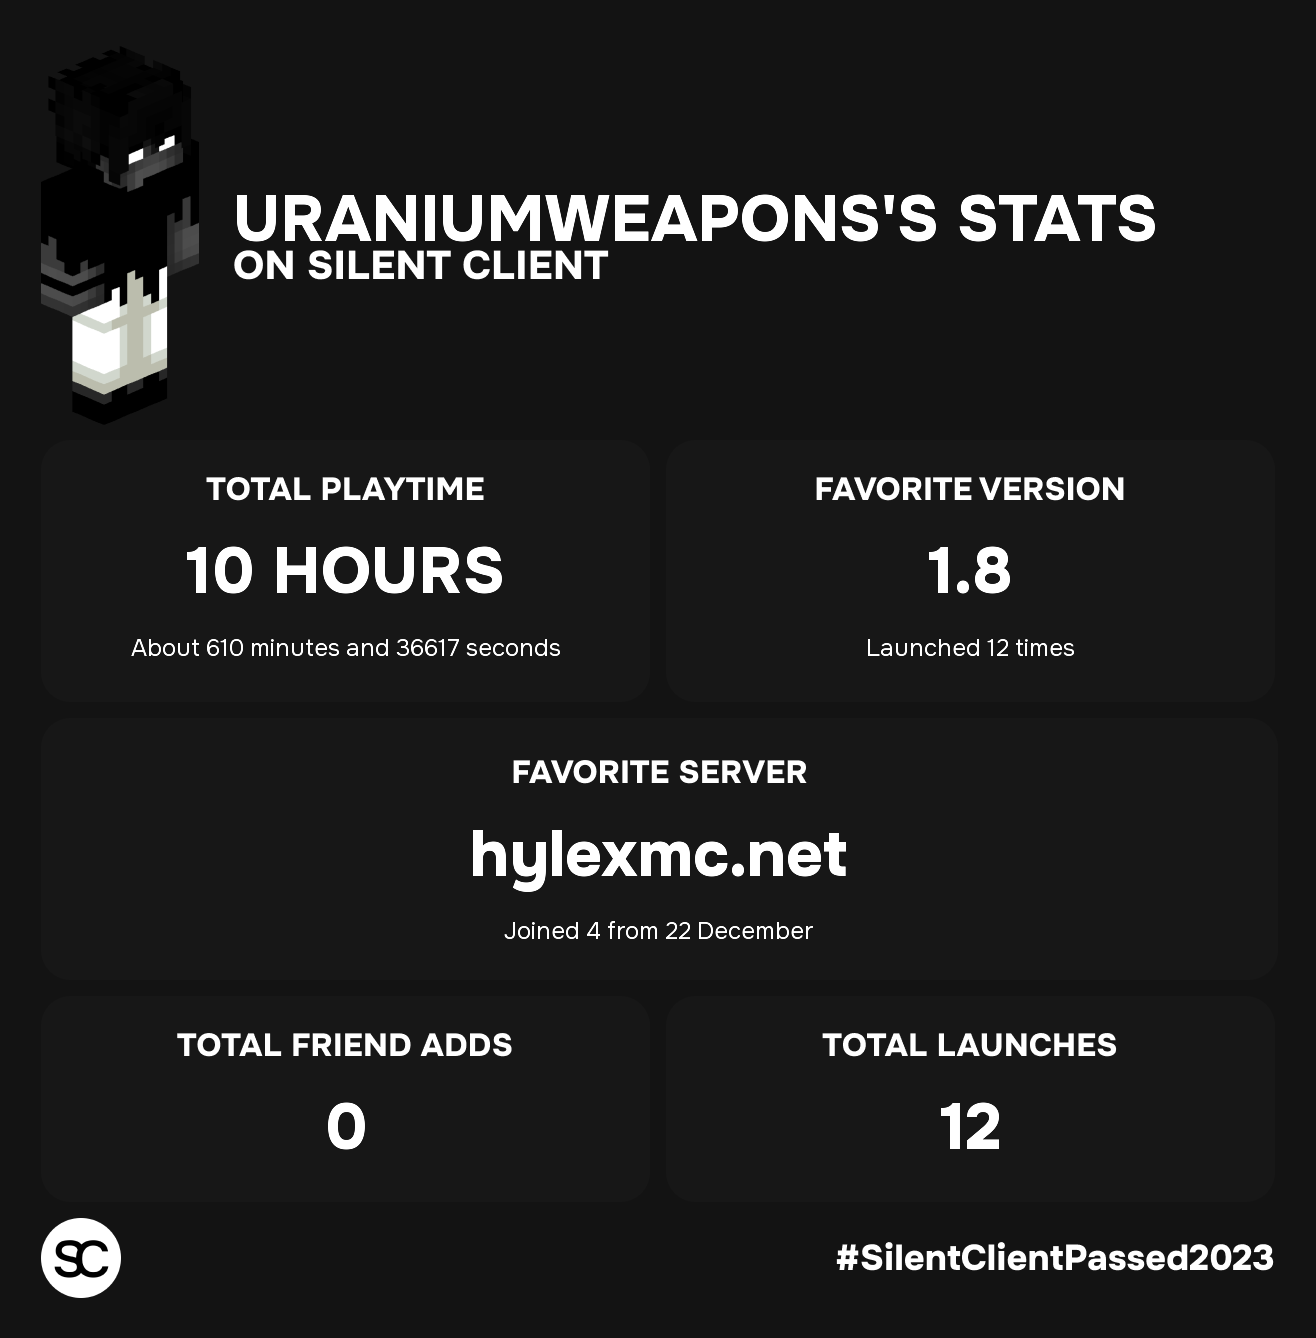 URANIUMWEAPONS'S STATS
ON SILENT CLIENT
TOTAL PLAYTIME
10 HOURS
About 610 minutes and 36617 seconds
FAVORITE VERSION
1.8
Launched 12 times
FAVORITE SERVER
hylexmc.net
Joined 4 from 22 December
TOTAL FRIEND ADDS
0
TOTAL LAUNCHES
12
SC
#SilentClientPassed2023